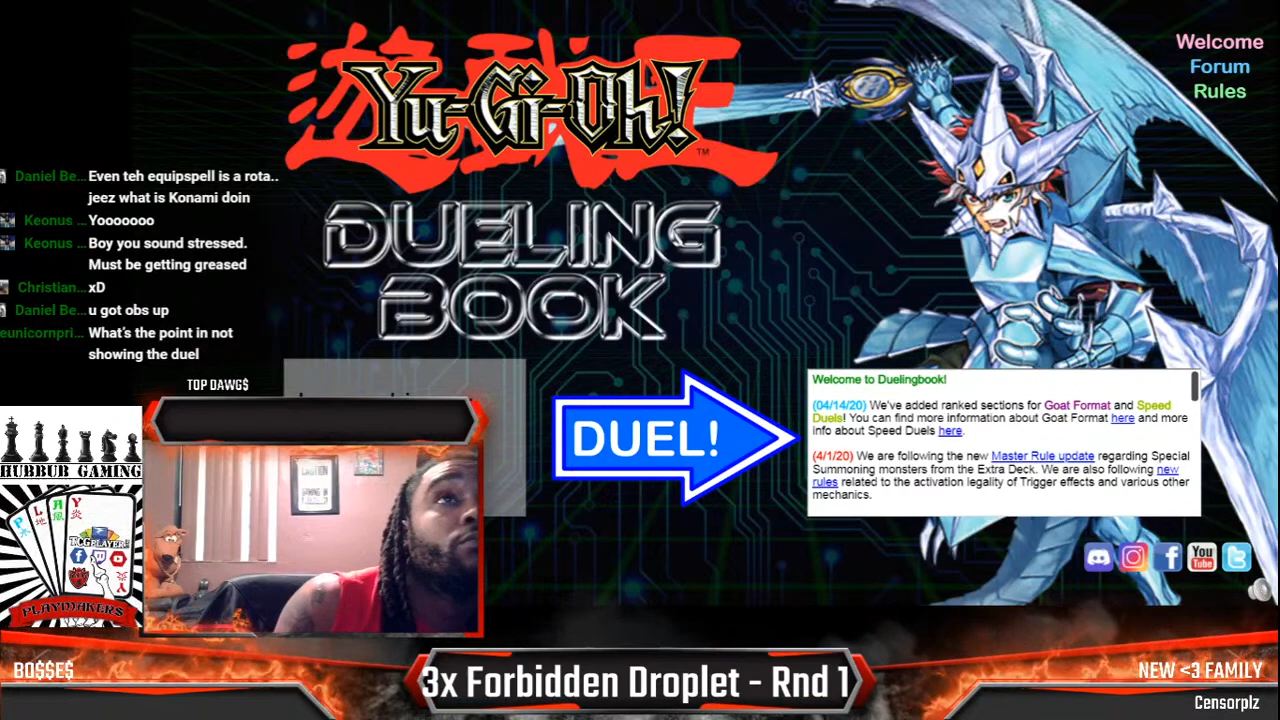 Welcome
Forum
Rules
遊戯王
Yu-Gi-Oh!
TM
DUELING
BOOK
Daniel Be... Even teh equipspell is a rota..
jeez what is Konami doin
Keonus ... Yooooooo
Keonus ... Boy you sound stressed.
Must be getting greased
Christian... xD
Daniel Be... u got obs up
eunicornpri... What's the point in not
showing the duel
TOP DAWG$
DUEL!
Welcome to Duelingbook!
(04/14/20) We've added ranked sections for Goat Format and Speed
Duels! You can find more information about Goat Format here and more
info about Speed Duels here.
(4/1/20) We are following the new Master Rule update regarding Special
Summoning monsters from the Extra Deck. We are also following new
rules related to the activation legality of Trigger effects and various other
mechanics.
HUBBUB GAMING
P L A Y
TCGPLAYER!
PLAYMAKERS
You
Tube
BO$$E$
3x Forbidden Droplet - Rnd 1
NEW <3 FAMILY
Censorplz